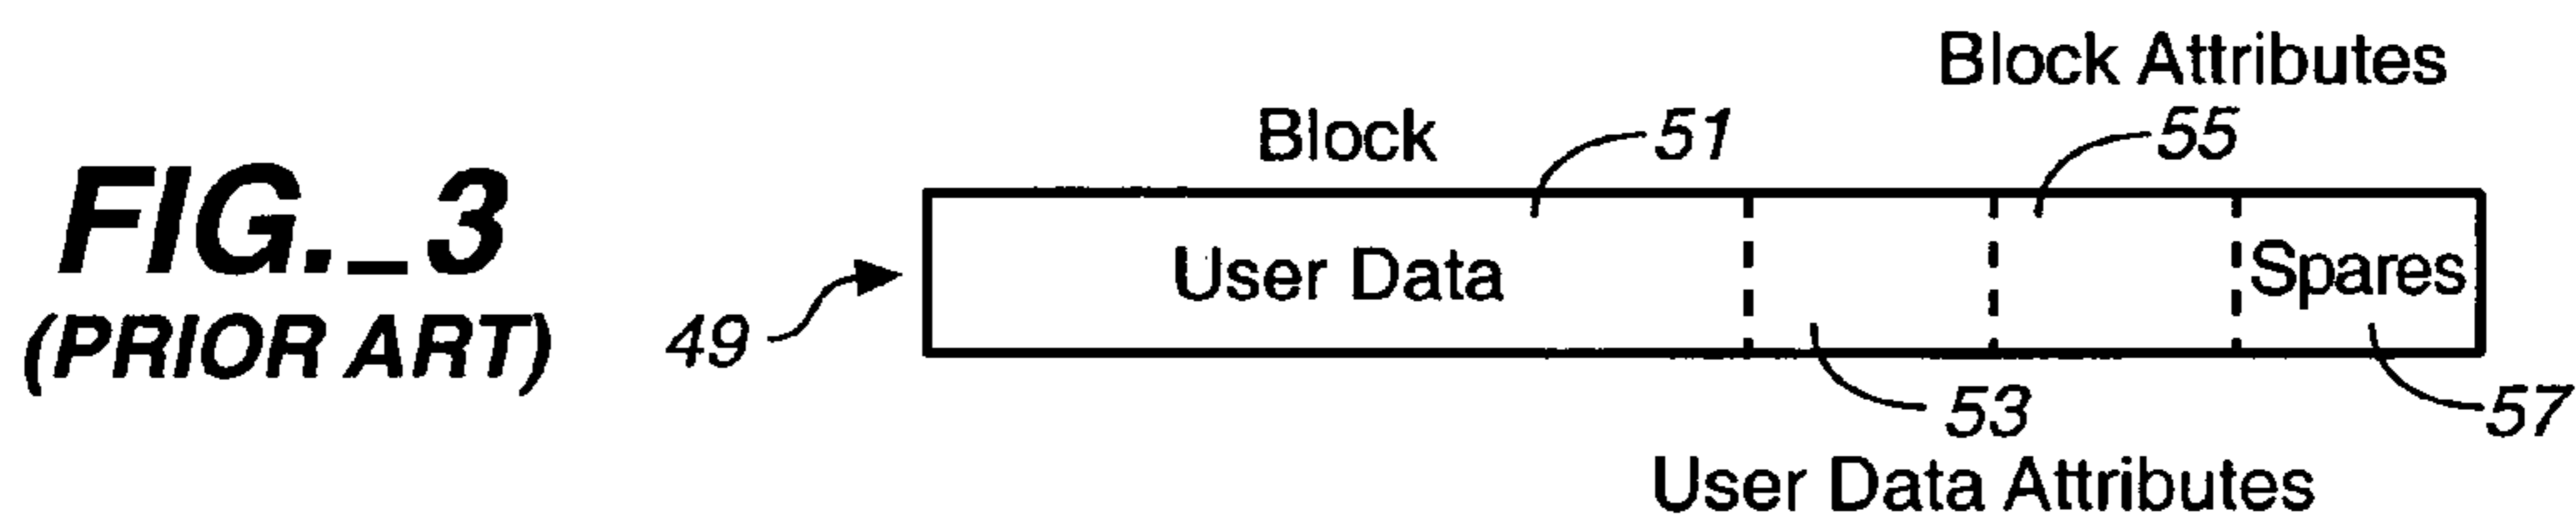 FIG._3
(PRIOR ART)
Block Attributes
Block
51
55
User Data
Spares
49
53
57
User Data Attributes